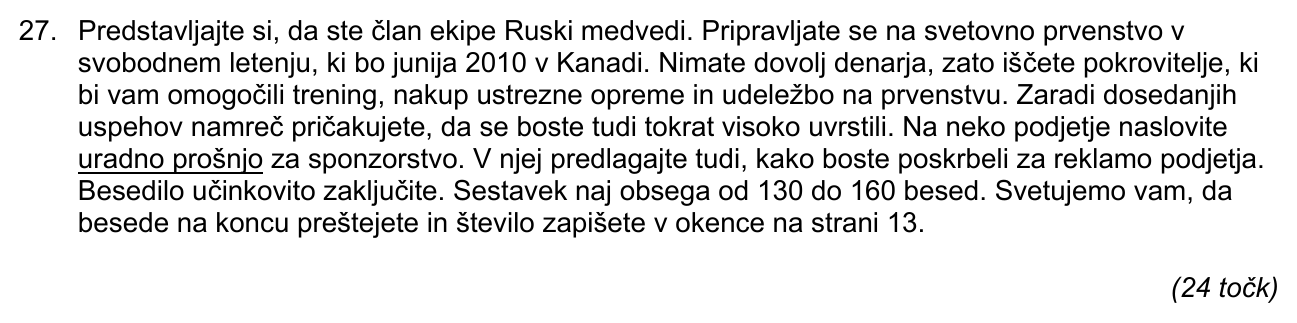 27. Predstavljajte si, da ste član ekipe Ruski medvedi. Pripravljate se na svetovno prvenstvo v
svobodnem letenju, ki bo junija 2010 v Kanadi. Nimate dovolj denarja, zato iščete pokrovitelje, ki
bi vam omogočili trening, nakup ustrezne opreme in udeležbo na prvenstvu. Zaradi dosedanjih
uspehov namreč pričakujete, da se boste tudi tokrat visoko uvrstili. Na neko podjetje naslovite
uradno prošnjo za sponzorstvo. V njej predlagajte tudi, kako boste poskrbeli za reklamo podjetja.
Besedilo učinkovito zaključite. Sestavek naj obsega od 130 do 160 besed. Svetujemo vam, da
besede na koncu preštejete in število zapišete v okence na strani 13.
(24 točk)